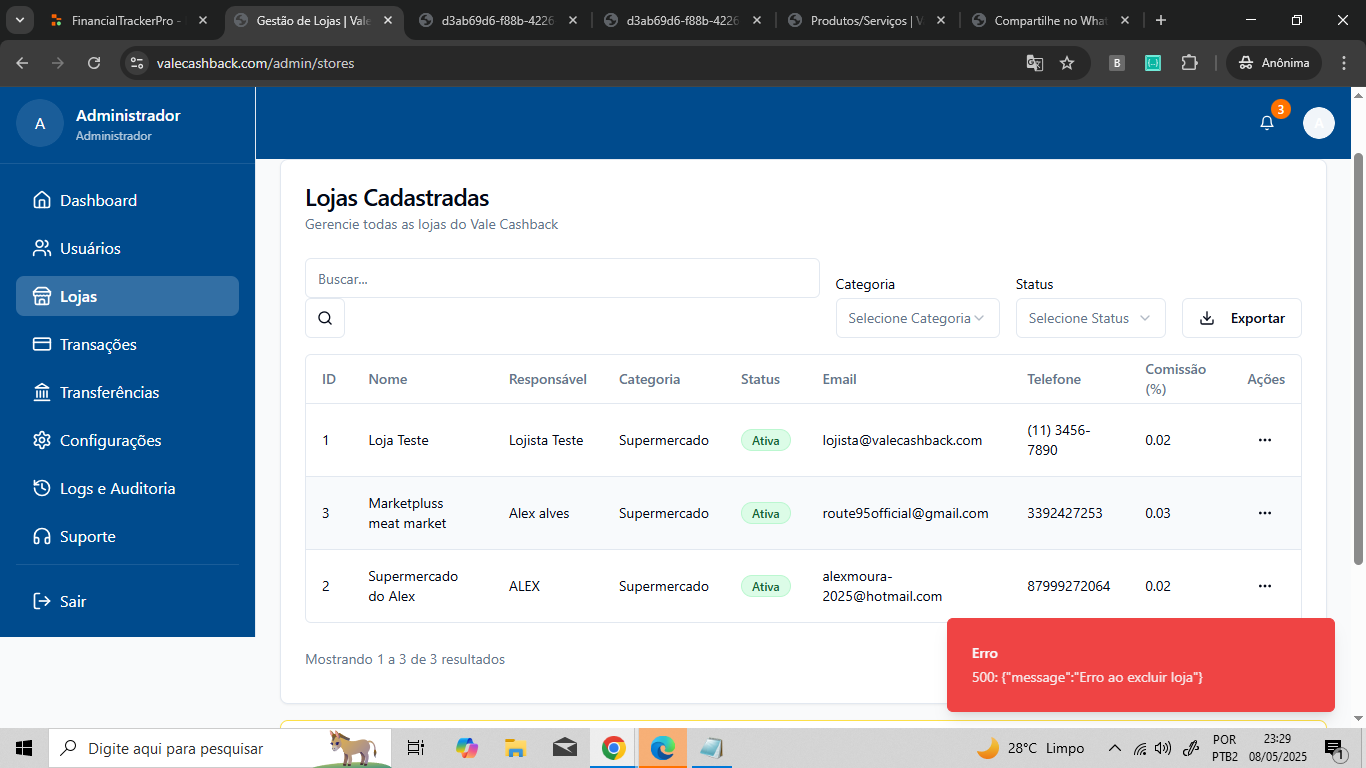 FinancialTrackerPro -
Gestão de Lojas | Vale
d3ab69d6-f88b-4226
d3ab69d6-f88b-4226
Produtos/Serviços | V
Compartilhe no What
valecashback.com/admin/stores
B
Anônima
A
Administrador
Administrador
3
A
Dashboard
Usuários
Lojas
Transações
Transferências
Configurações
Logs e Auditoria
Suporte
Sair
Lojas Cadastradas
Gerencie todas as lojas do Vale Cashback
Buscar...
Categoria
Selecione Categoria
Status
Selecione Status
Exportar
ID Nome Responsável Categoria Status Email Telefone Comissão (%) Ações
1 Loja Teste Lojista Teste Supermercado Ativa lojista@valecashback.com (11) 3456-7890 0.02
3 Marketpluss meat market Alex alves Supermercado Ativa route95official@gmail.com 3392427253 0.03
2 Supermercado do Alex ALEX Supermercado Ativa alexmoura-2025@hotmail.com 87999272064 0.02
Mostrando 1 a 3 de 3 resultados
Erro
500: {"message":"Erro ao excluir loja"}
Digite aqui para pesquisar
28°C Limpo
POR
PTB2
23:29
08/05/2025
1